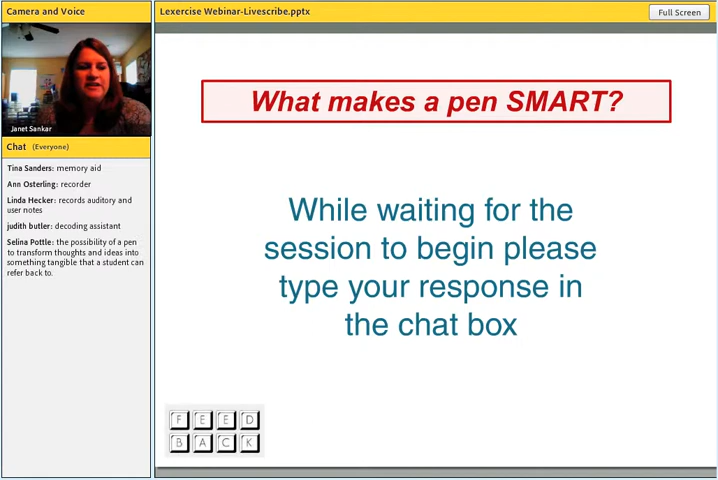 Camera and Voice
Lexercise Webinar-Livescribe.pptx
Full Screen
Janet Sankar
Chat (Everyone)
Tina Sanders: memory aid
Ann Osterling: recorder
Linda Hecker: records auditory and
user notes
judith butler: decoding assistant
Selina Pottle: the possibility of a pen
to transform thoughts and ideas into
something tangible that a student can
refer back to.
What makes a pen SMART?
While waiting for the
session to begin please
type your response in
the chat box
FEED
BACK